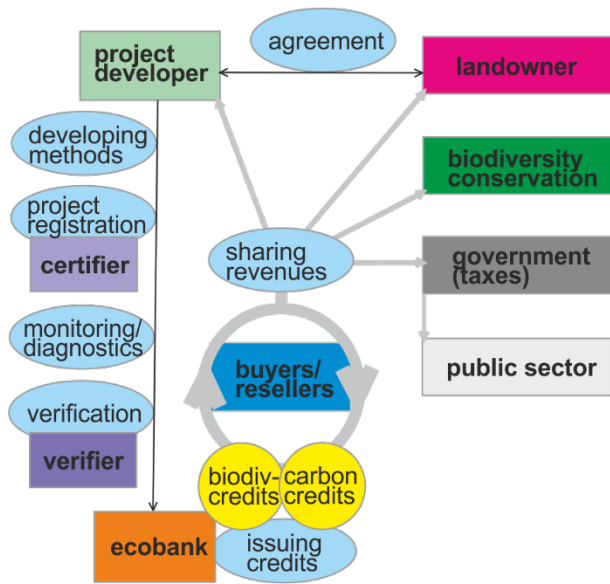 agreement
project
developer
landowner
developing
methods
biodiversity
conservation
project
registration
certifier
sharing
revenues
government
(taxes)
monitoring/
diagnostics
buyers/
resellers
public sector
verification
verifier
biodiv-
credits
carbon
credits
ecobank
issuing
credits